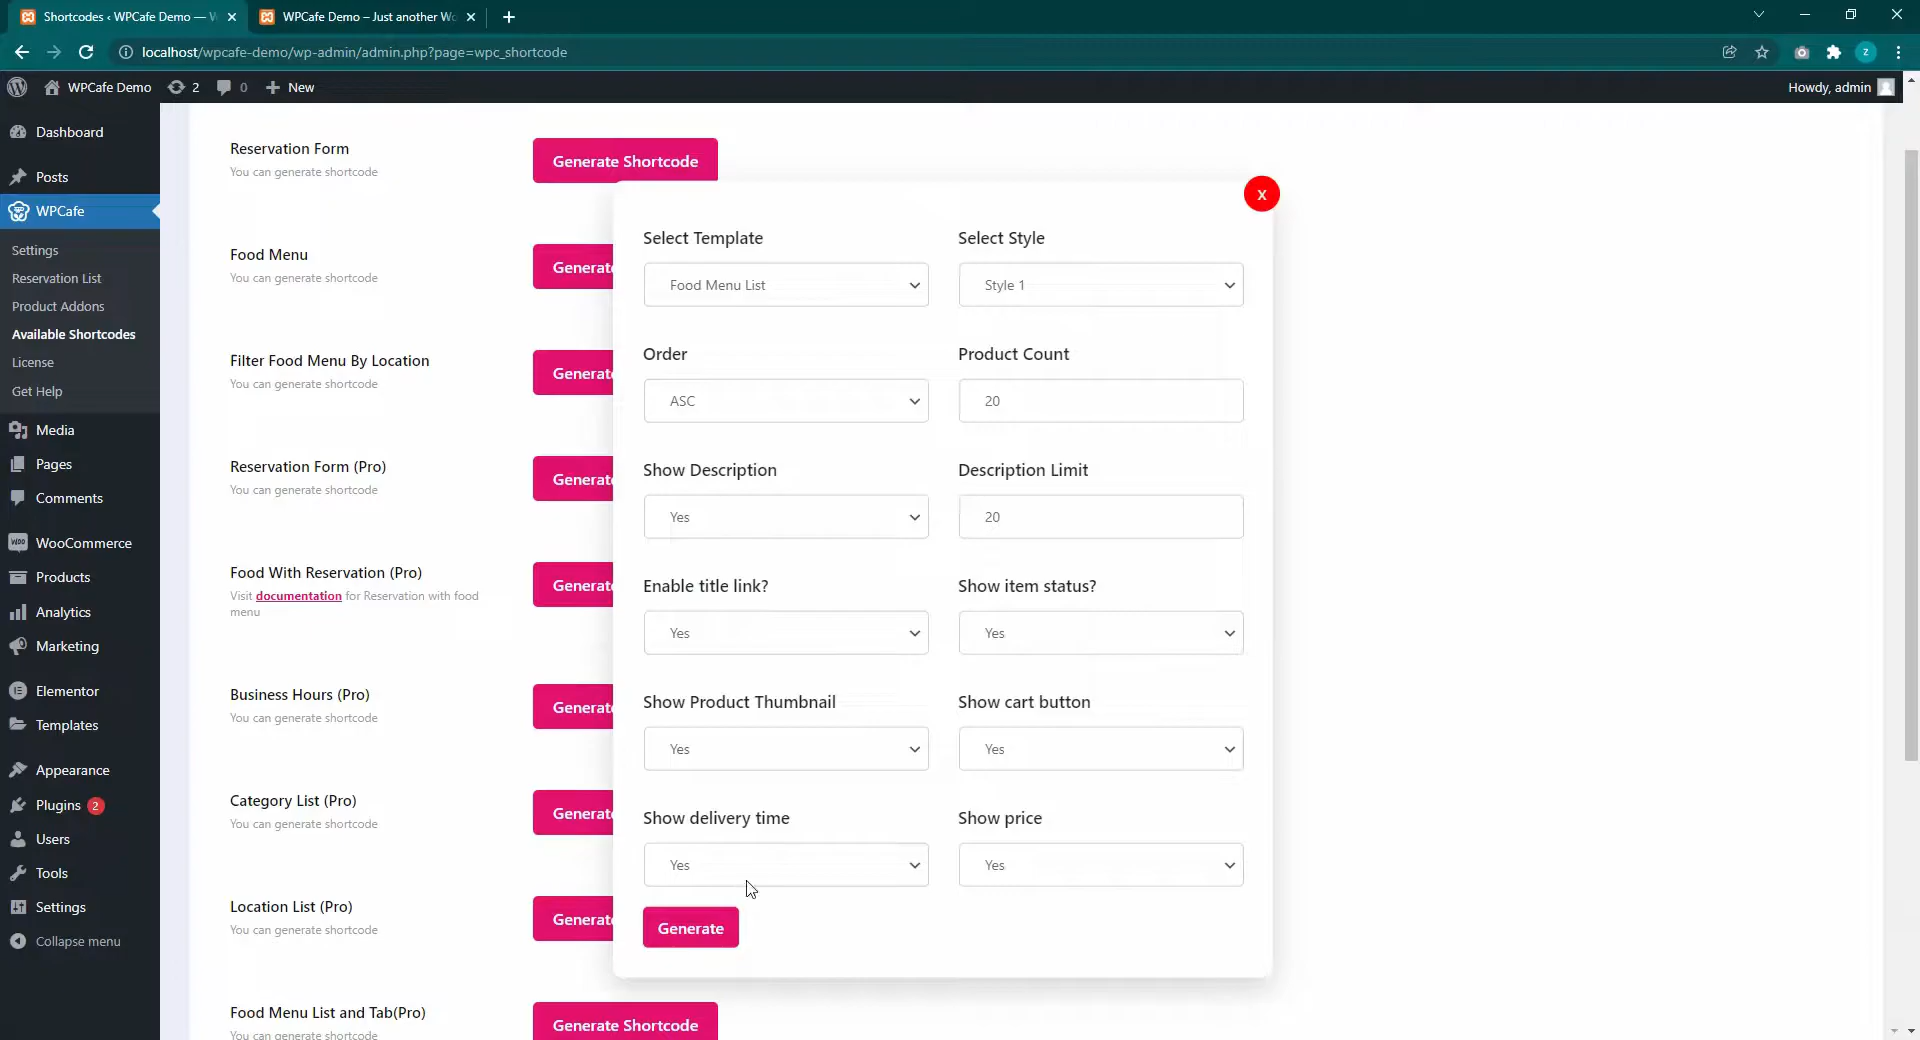 Shortcodes ‹ WPCafe Demo — W
WPCafe Demo – Just another Wo
localhost/wpcafe-demo/wp-admin/admin.php?page=wpc_shortcode
z
WPCafe Demo
2
0
New
Howdy, admin
Dashboard
Posts
WPCafe
Settings
Reservation List
Product Addons
Available Shortcodes
License
Get Help
Media
Pages
Comments
WooCommerce
Products
Analytics
Marketing
Elementor
Templates
Appearance
Plugins 2
Users
Tools
Settings
Collapse menu
Reservation Form
You can generate shortcode
Generate Shortcode
Food Menu
You can generate shortcode
Generate
Filter Food Menu By Location
You can generate shortcode
Generate
Reservation Form (Pro)
You can generate shortcode
Generate
Food With Reservation (Pro)
Visit documentation for Reservation with food
menu
Generate
Business Hours (Pro)
You can generate shortcode
Generate
Category List (Pro)
You can generate shortcode
Generate
Location List (Pro)
You can generate shortcode
Generate
Food Menu List and Tab(Pro)
You can generate shortcode
Generate Shortcode
x
Select Template
Food Menu List
Select Style
Style 1
Order
ASC
Product Count
20
Show Description
Yes
Description Limit
20
Enable title link?
Yes
Show item status?
Yes
Show Product Thumbnail
Yes
Show cart button
Yes
Show delivery time
Yes
Show price
Yes
Generate